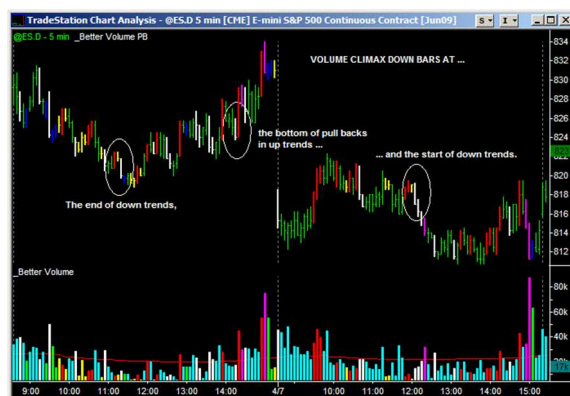 TradeStation Chart Analysis - @ES.D 5 min [CME] E-mini S&P 500 Continuous Contract [Jun09]
S
I
@ES.D - 5 min _Better Volume PB
VOLUME CLIMAX DOWN BARS AT ...
the bottom of pull backs
in up trends ...
... and the start of down trends.
The end of down trends,
834
832
830
828
826
824
820
818
816
814
812
_Better Volume
80k
60k
40k
9:00 10:00 11:00 12:00 13:00 14:00 4/7 10:00 11:00 12:00 13:00 14:00 15:00